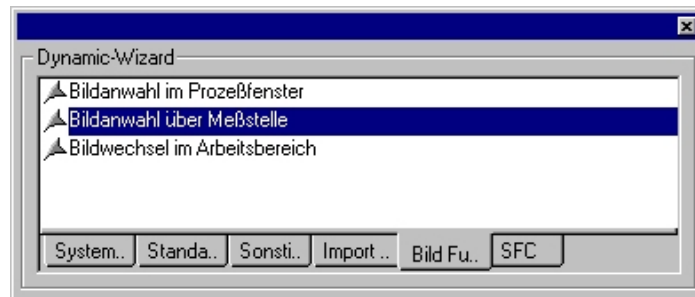 Dynamic-Wizard
Bildanwahl im Prozeßfenster
Bildanwahl über Meßstelle
Bildwechsel im Arbeitsbereich
System.. Standa.. Sonsti.. Import .. Bild Fu.. SFC